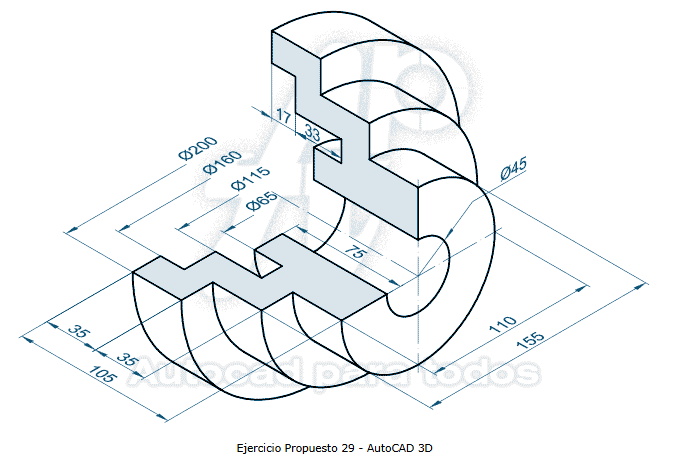 17
33
Ø200
Ø160
Ø115
Ø65
Ø45
75
35
35
105
110
155
Autocad para todos
Ejercicio Propuesto 29 - AutoCAD 3D